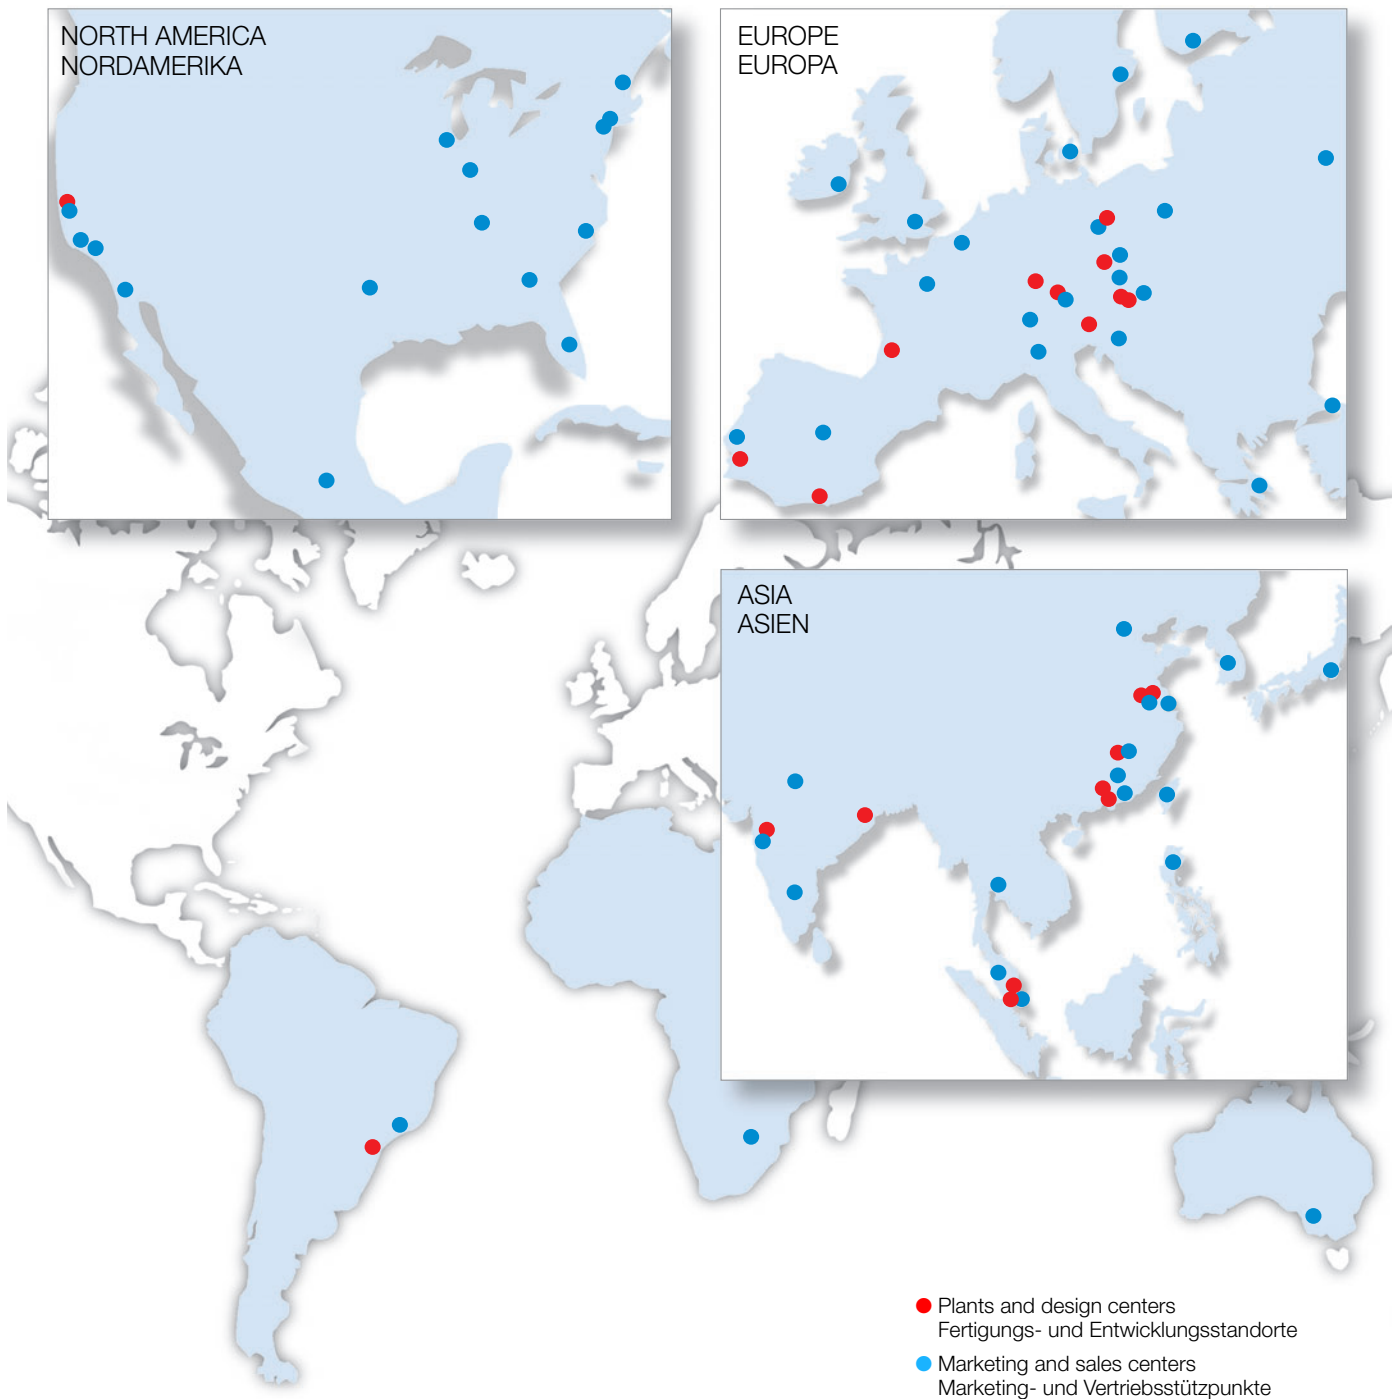 NORTH AMERICA
NORDAMERIKA
EUROPE
EUROPA
ASIA
ASIEN
Plants and design centers
Fertigungs- und Entwicklungsstandorte
Marketing and sales centers
Marketing- und Vertriebsstützpunkte